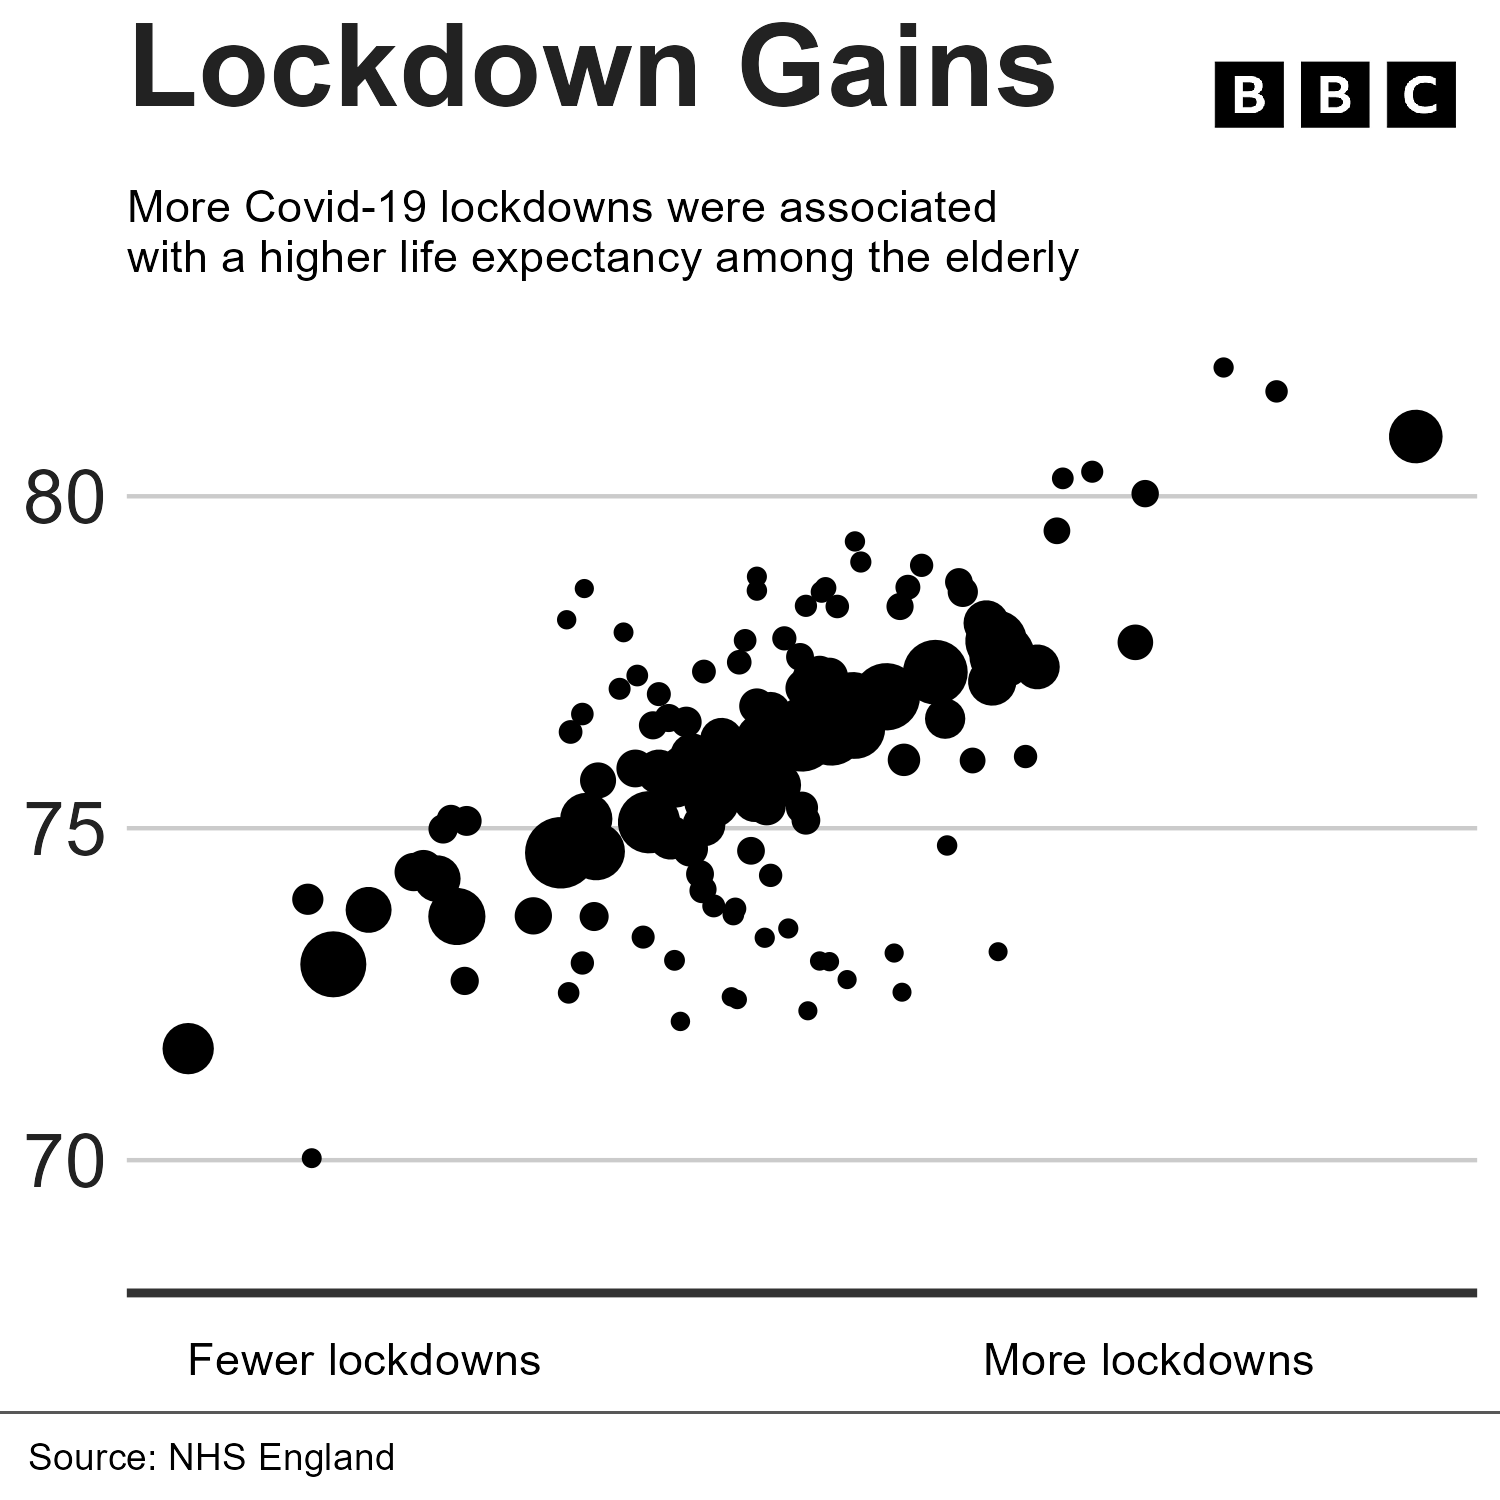 Lockdown Gains
BBC
More Covid-19 lockdowns were associated
with a higher life expectancy among the elderly
80
75
70
Fewer lockdowns
More lockdowns
Source: NHS England